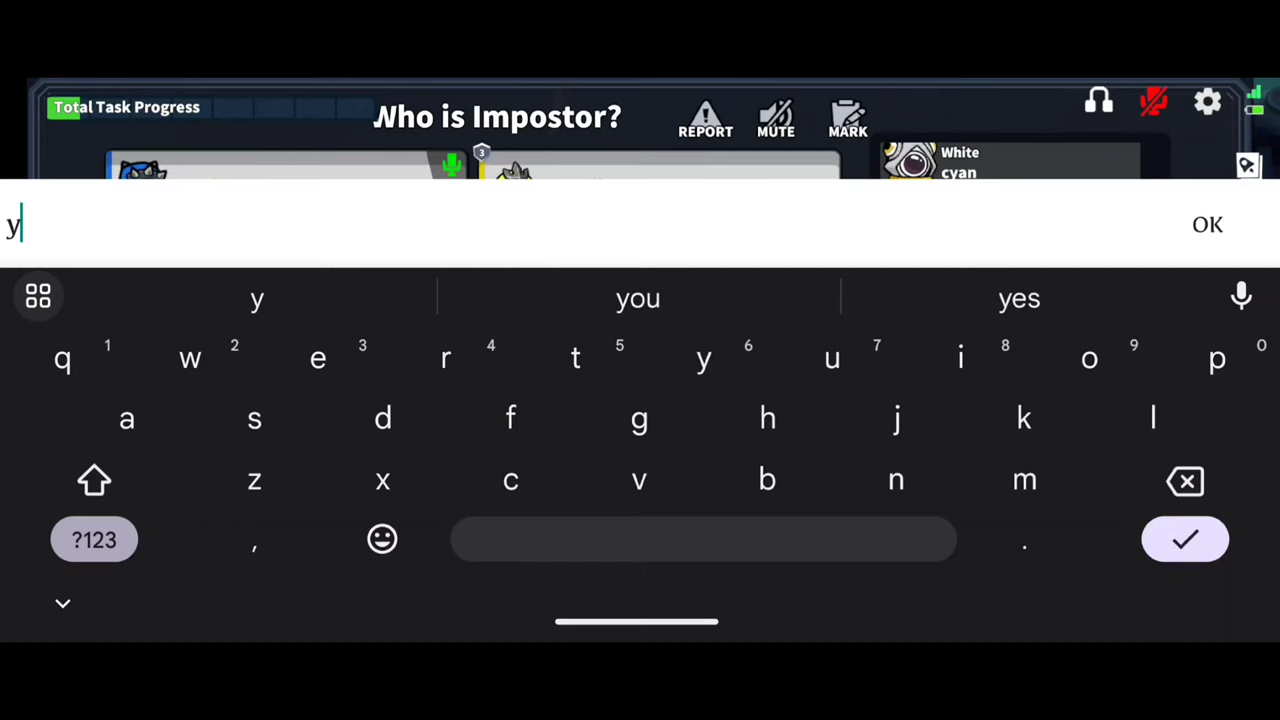 Total Task Progress
Who is Impostor?
REPORT
MUTE
MARK
3
White
cyan
y
OK
y
you
yes
q 1 w 2 e 3 r 4 t 5 y 6 u 7 i 8 o 9 p 0
a s d f g h j k l
z x c v b n m
?123 , .